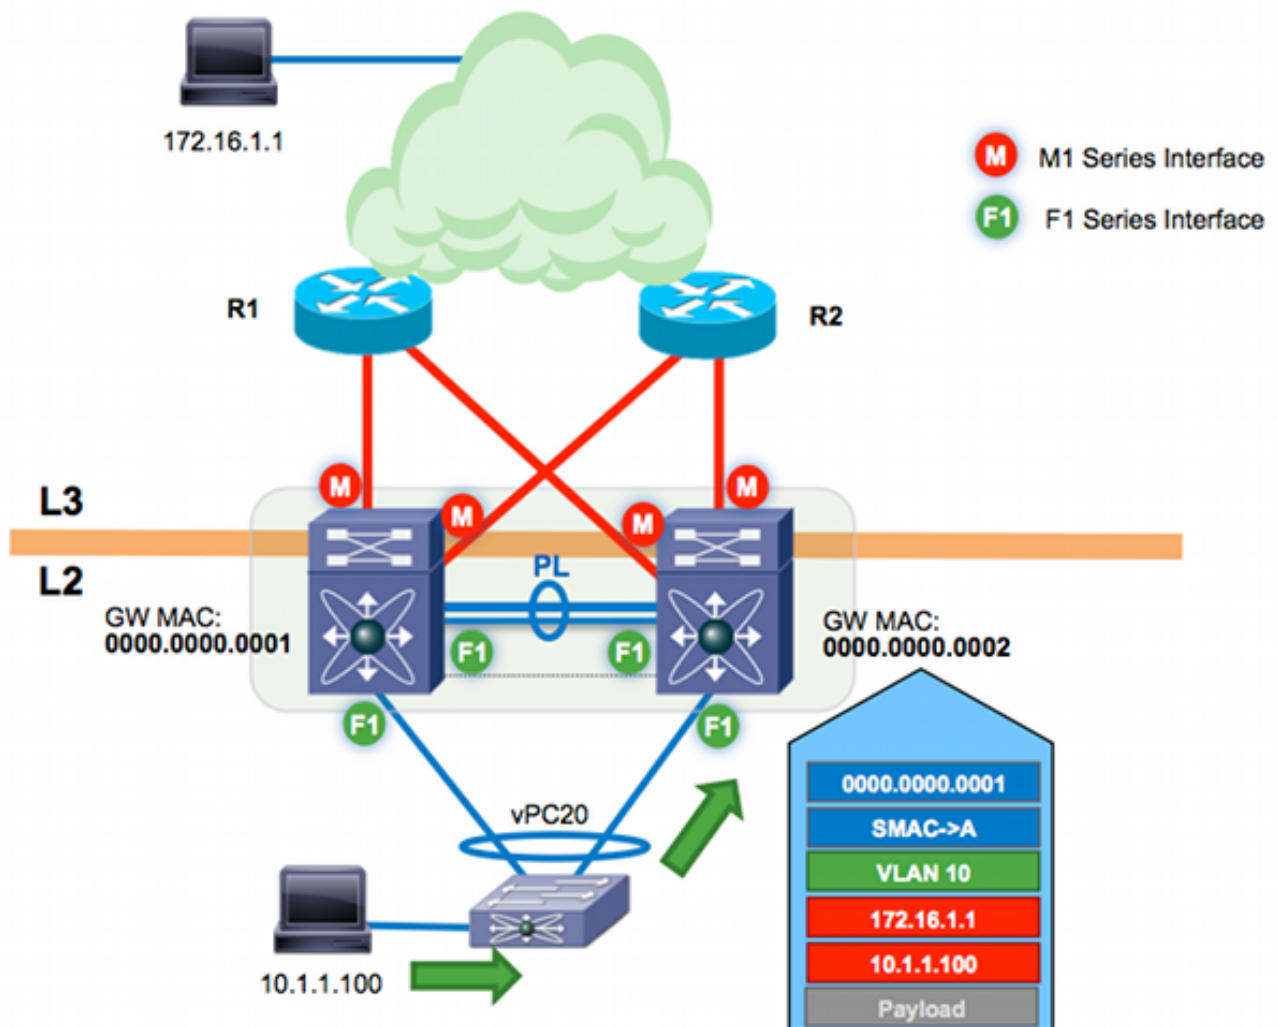 172.16.1.1
M M1 Series Interface
F1 F1 Series Interface
R1
R2
M
M
L3
M
M
PL
L2
GW MAC:
0000.0000.0001
GW MAC:
0000.0000.0002
F1
F1
F1
F1
0000.0000.0001
vPC20
SMAC->A
VLAN 10
172.16.1.1
10.1.1.100
10.1.1.100
Payload